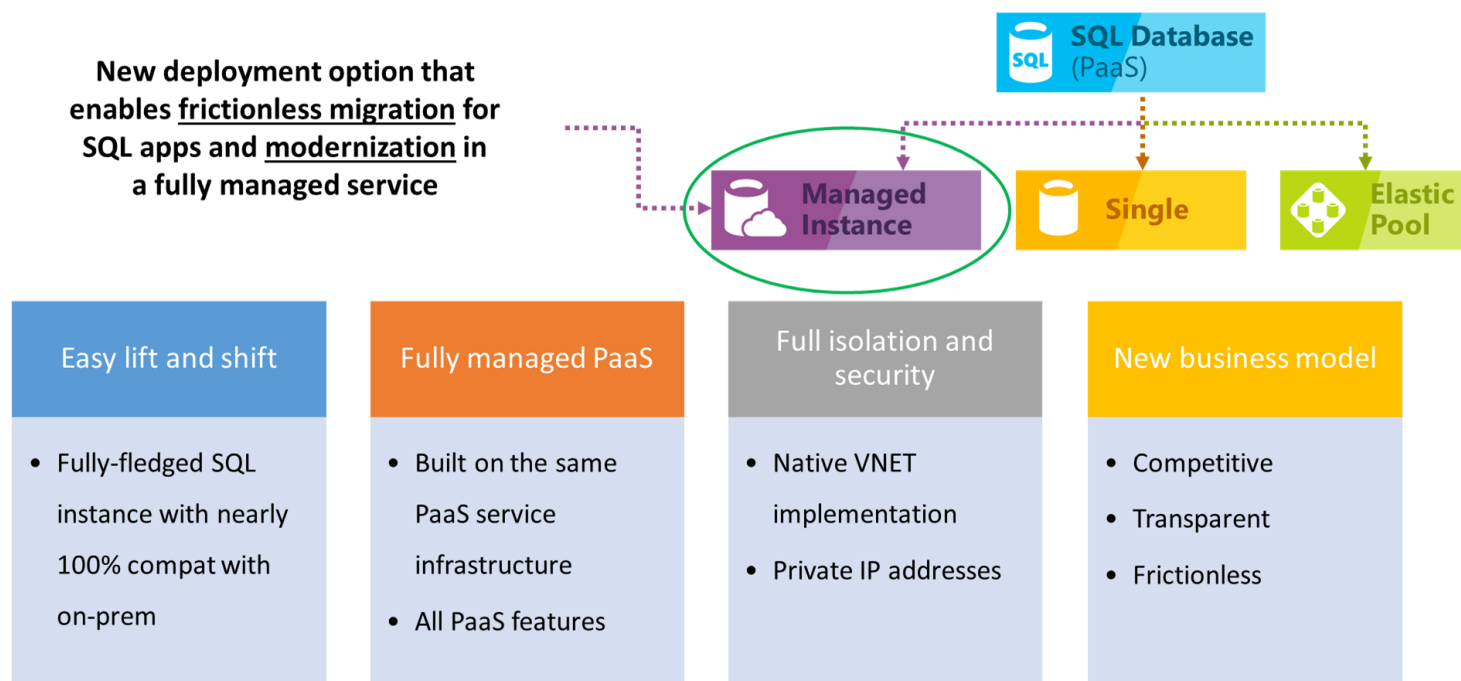 New deployment option that
enables frictionless migration for
SQL apps and modernization in
a fully managed service
SQL
SQL Database
(PaaS)
Managed
Instance
Single
Elastic
Pool
Easy lift and shift
• Fully-fledged SQL
instance with nearly
100% compat with
on-prem
Fully managed PaaS
• Built on the same
PaaS service
infrastructure
• All PaaS features
Full isolation and
security
• Native VNET
implementation
• Private IP addresses
New business model
• Competitive
• Transparent
• Frictionless